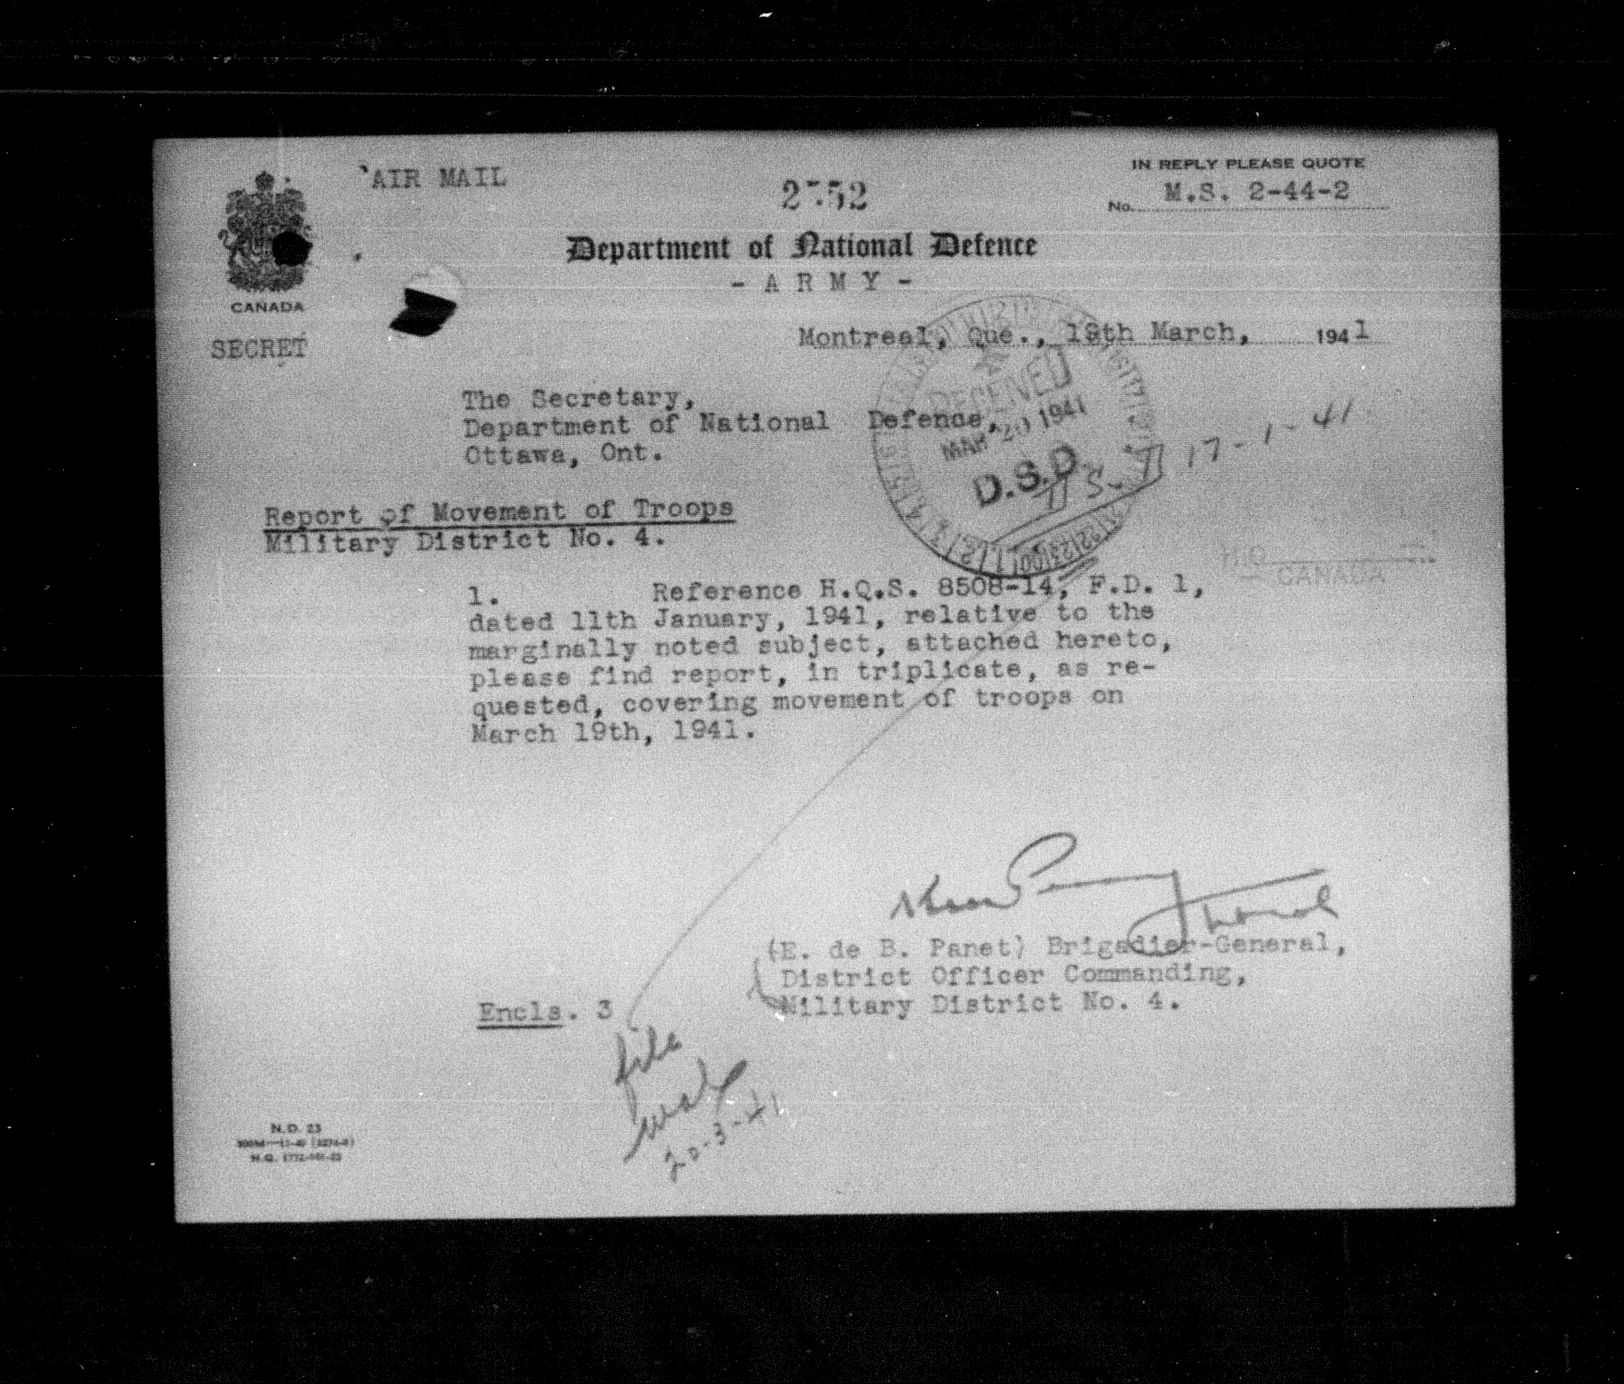 AIR MAIL
IN REPLY PLEASE QUOTE
No. M.S. 2-44-2
Department of National Defence
- A R M Y -
CANADA
SECRET
Montreal, Que., 19th March, 1941
The Secretary,
Department of National Defence,
Ottawa, Ont.
RECEIVED
MAR 20 1941
D.S.D.
17-1-41
H.Q.
CANADA
Report of Movement of Troops
Military District No. 4.
1. Reference H.Q.S. 8508-14, F.D. 1,
dated 11th January, 1941, relative to the
marginally noted subject, attached hereto,
please find report, in triplicate, as re-
quested, covering movement of troops on
March 19th, 1941.
(E. de B. Panet) Brigadier-General,
District Officer Commanding,
Military District No. 4.
Encls. 3
file
20-3-41
N.D. 23